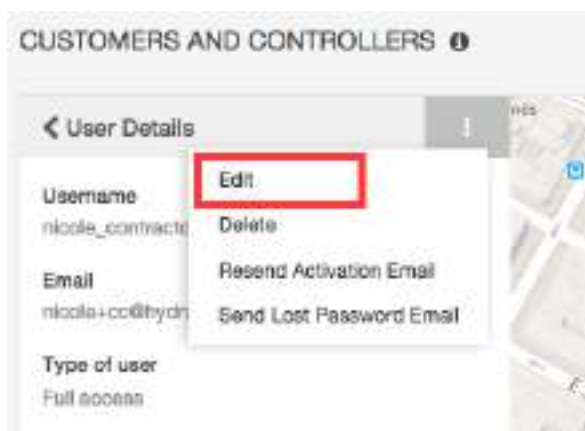 CUSTOMERS AND CONTROLLERS
User Details
Edit
Username
Delete
Resend Activation Email
Email
Send Lost Password Email
Type of user
Full access